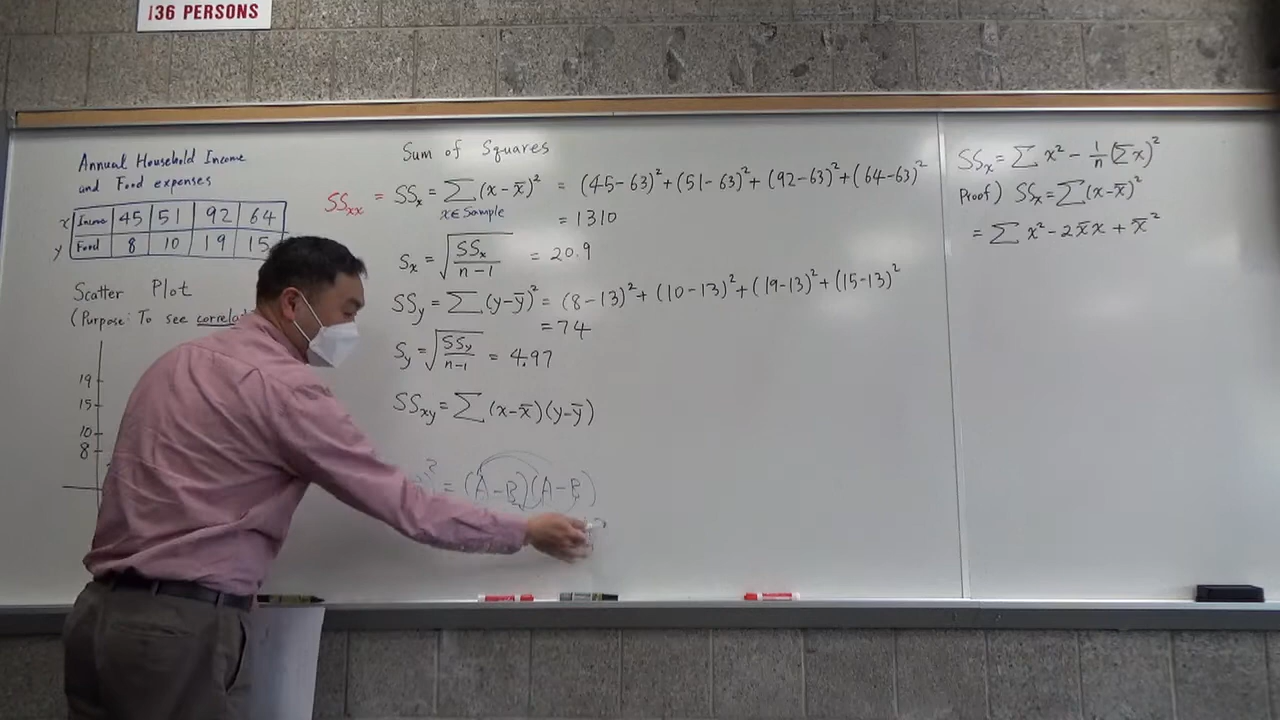 136 PERSONS
Annual Household Income
and Food expenses
x Income 45 51 92 64
y Food 8 10 19 15
Scatter Plot
(Purpose: To see
19
15
10
8
Sum of Squares
SSxx = SSx = ∑(x-x̄)² = (45-63)²+(51-63)²+(92-63)²+(64-63)²
x∈Sample
= 1310
Sx = √(SSx/(n-1)) = 20.9
SSy = ∑(y-ȳ)² = (8-13)²+(10-13)²+(19-13)²+(15-13)²
= 74
Sy = √(SSy/(n-1)) = 4.97
SSxy = ∑(x-x̄)(y-ȳ)
= (A-B)(A-B)
SSx = ∑x² - 1/n(∑x)²
Proof) SSx = ∑(x-x̄)²
= ∑ x² - 2x̄x + x̄²